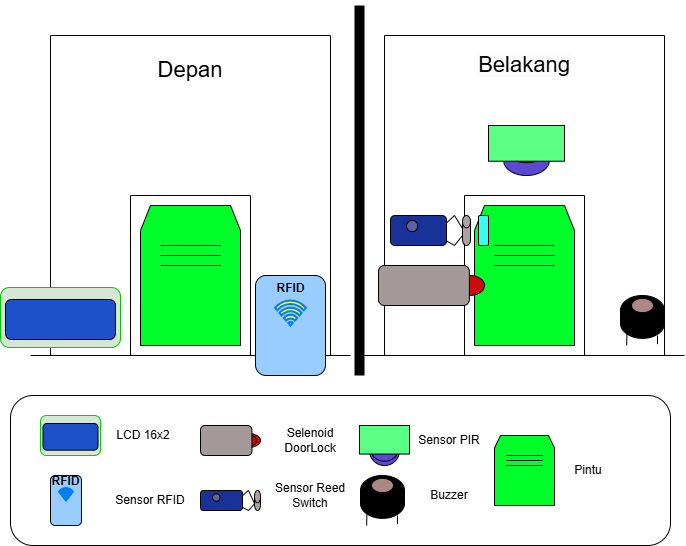 Depan
Belakang
RFID
LCD 16x2
Selenoid
DoorLock
Sensor PIR
Pintu
RFID
Sensor RFID
Sensor Reed
Switch
Buzzer